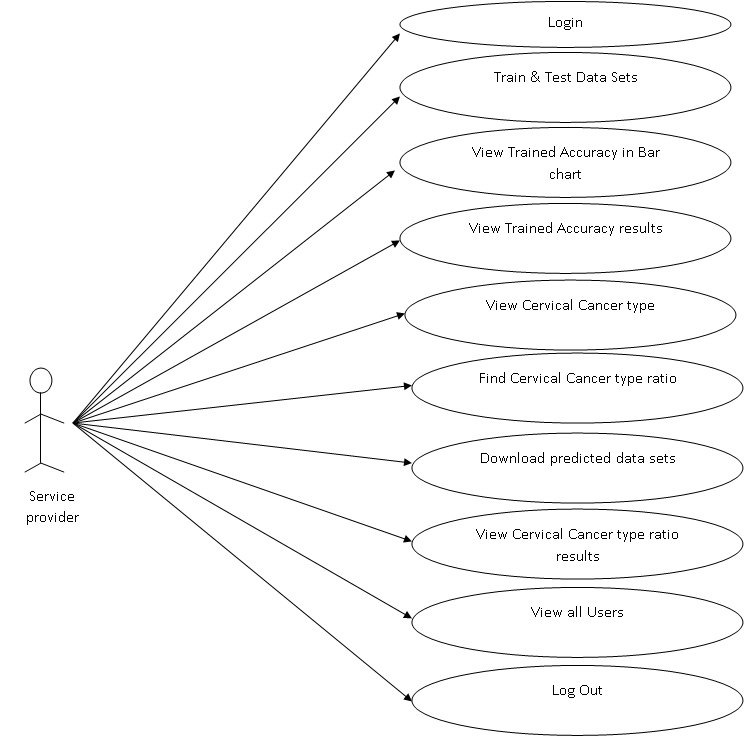 Login
Train & Test Data Sets
View Trained Accuracy in Bar
chart
View Trained Accuracy results
View Cervical Cancer type
Find Cervical Cancer type ratio
Download predicted data sets
View Cervical Cancer type ratio
results
View all Users
Log Out
Service
provider